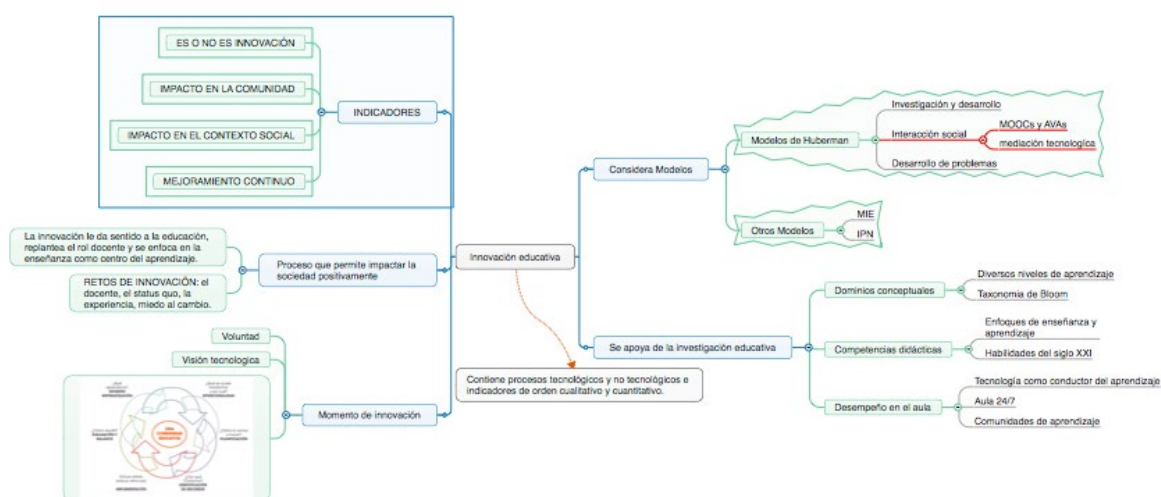 ES O NO ES INNOVACIÓN
IMPACTO EN LA COMUNIDAD
IMPACTO EN EL CONTEXTO SOCIAL
MEJORAMIENTO CONTINUO
INDICADORES
La innovación le da sentido a la educación,
replantea el rol docente y se enfoca en la
enseñanza como centro del aprendizaje.
RETOS DE INNOVACIÓN: el
docente, el status quo, la
experiencia, miedo al cambio.
Proceso que permite impactar la
sociedad positivamente
Voluntad
Visión tecnologica
Momento de innovación
Innovación educativa
Contiene procesos tecnológicos y no tecnológicos e
indicadores de orden cualitativo y cuantitativo.
Considera Modelos
Modelos de Huberman
Investigación y desarrollo
Interacción social
MOOCs y AVAs
mediación tecnologíca
Desarrollo de problemas
Otros Modelos
MIE
IPN
Se apoya de la investigación educativa
Dominios conceptuales
Diversos niveles de aprendizaje
Taxonomia de Bloom
Competencias didácticas
Enfoques de enseñanza y
aprendizaje
Habilidades del siglo XXI
Desempeño en el aula
Tecnología como conductor del aprendizaje
Aula 24/7
Comunidades de aprendizaje